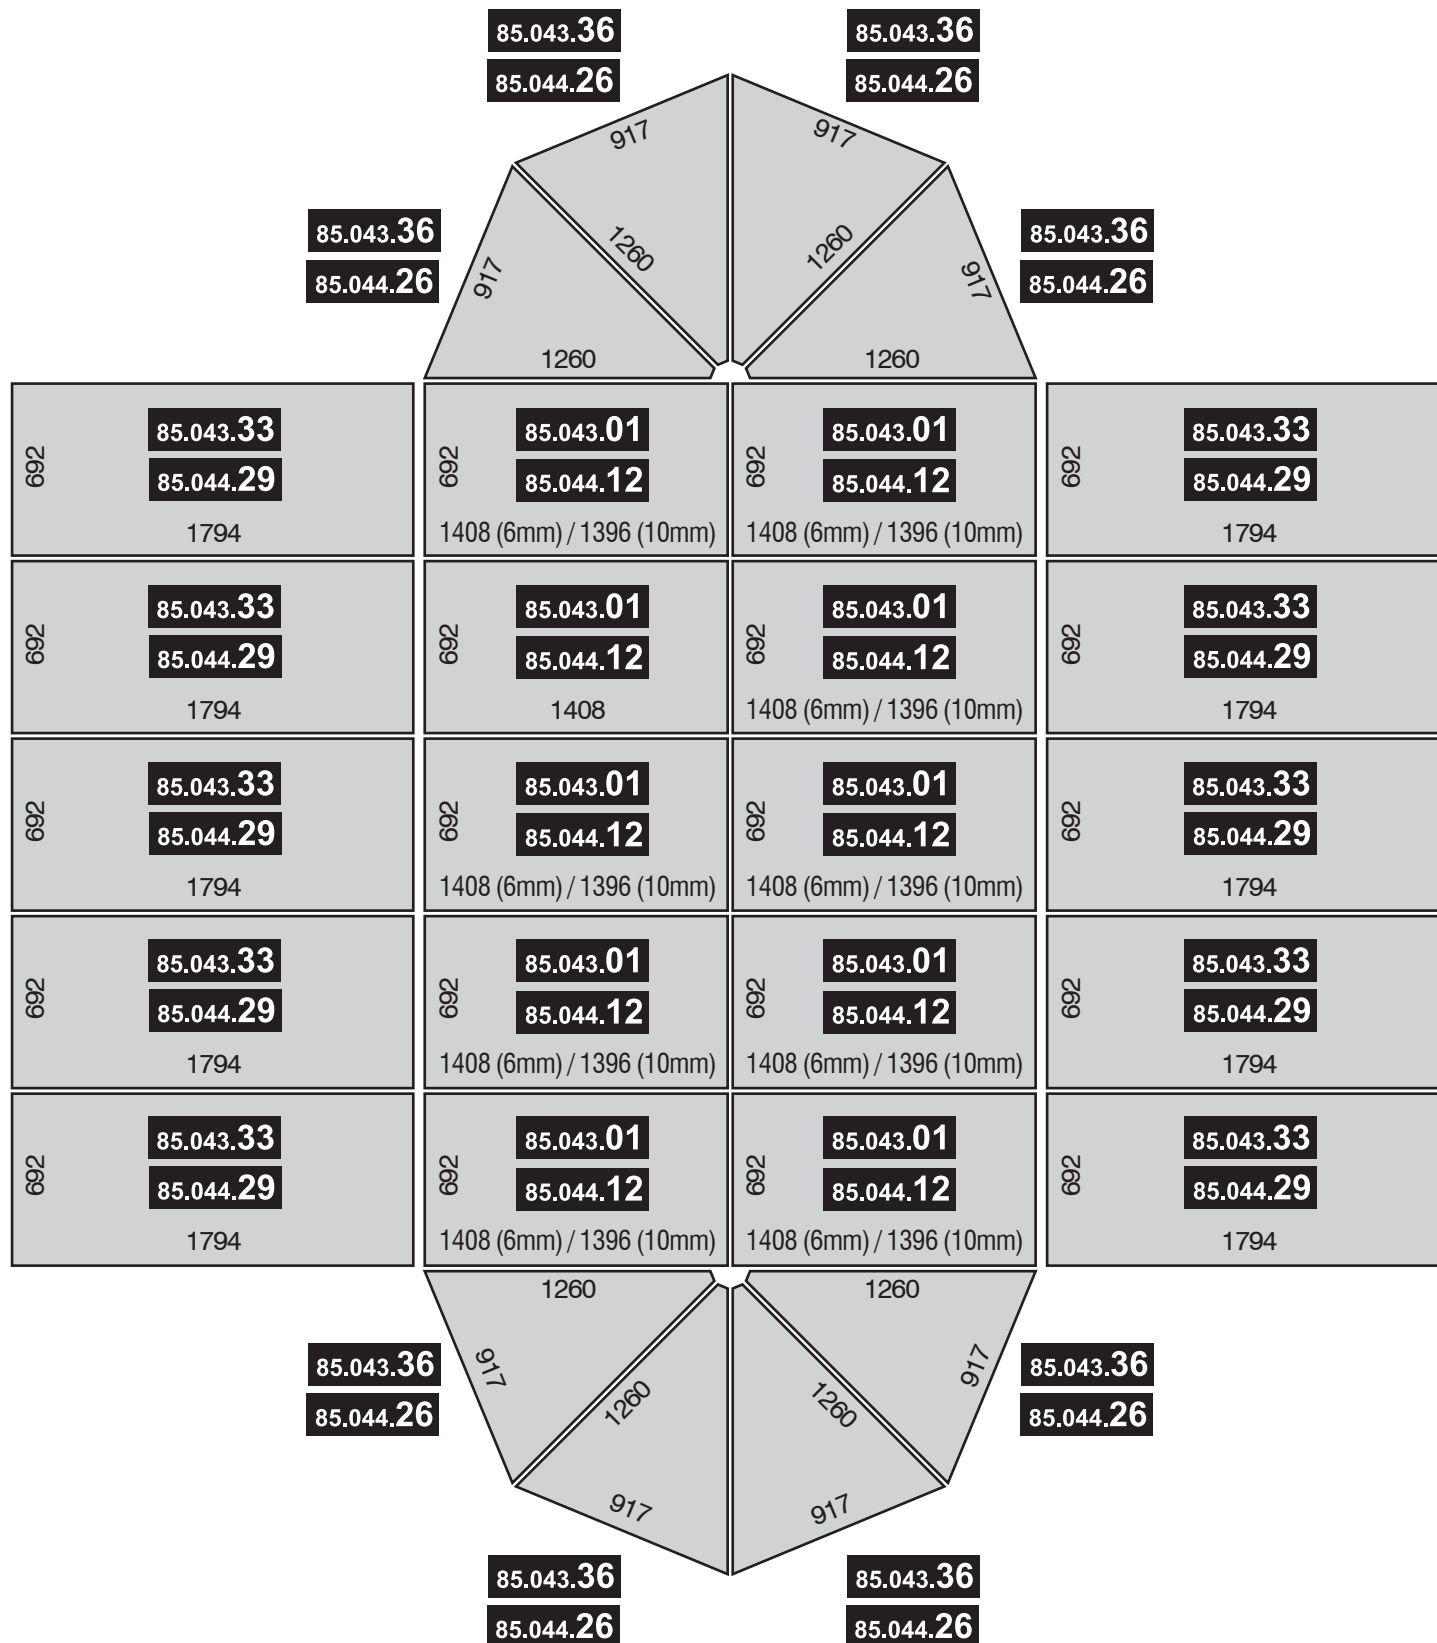 85.043.36 85.043.36
85.044.26 85.044.26
917 917
85.043.36 1260 1260 85.043.36
85.044.26 917 917 85.044.26
1260 1260
692 85.043.33 692 85.043.01 692 85.043.01 692 85.043.33
85.044.29 85.044.12 85.044.12 85.044.29
1794 1408 (6mm) / 1396 (10mm) 1408 (6mm) / 1396 (10mm) 1794
692 85.043.33 692 85.043.01 692 85.043.01 692 85.043.33
85.044.29 85.044.12 85.044.12 85.044.29
1794 1408 1408 (6mm) / 1396 (10mm) 1794
692 85.043.33 692 85.043.01 692 85.043.01 692 85.043.33
85.044.29 85.044.12 85.044.12 85.044.29
1794 1408 (6mm) / 1396 (10mm) 1408 (6mm) / 1396 (10mm) 1794
692 85.043.33 692 85.043.01 692 85.043.01 692 85.043.33
85.044.29 85.044.12 85.044.12 85.044.29
1794 1408 (6mm) / 1396 (10mm) 1408 (6mm) / 1396 (10mm) 1794
692 85.043.33 692 85.043.01 692 85.043.01 692 85.043.33
85.044.29 85.044.12 85.044.12 85.044.29
1794 1408 (6mm) / 1396 (10mm) 1408 (6mm) / 1396 (10mm) 1794
1260 1260
85.043.36 917 917 85.043.36
85.044.26 1260 1260 85.044.26
917 917
85.043.36 85.043.36
85.044.26 85.044.26